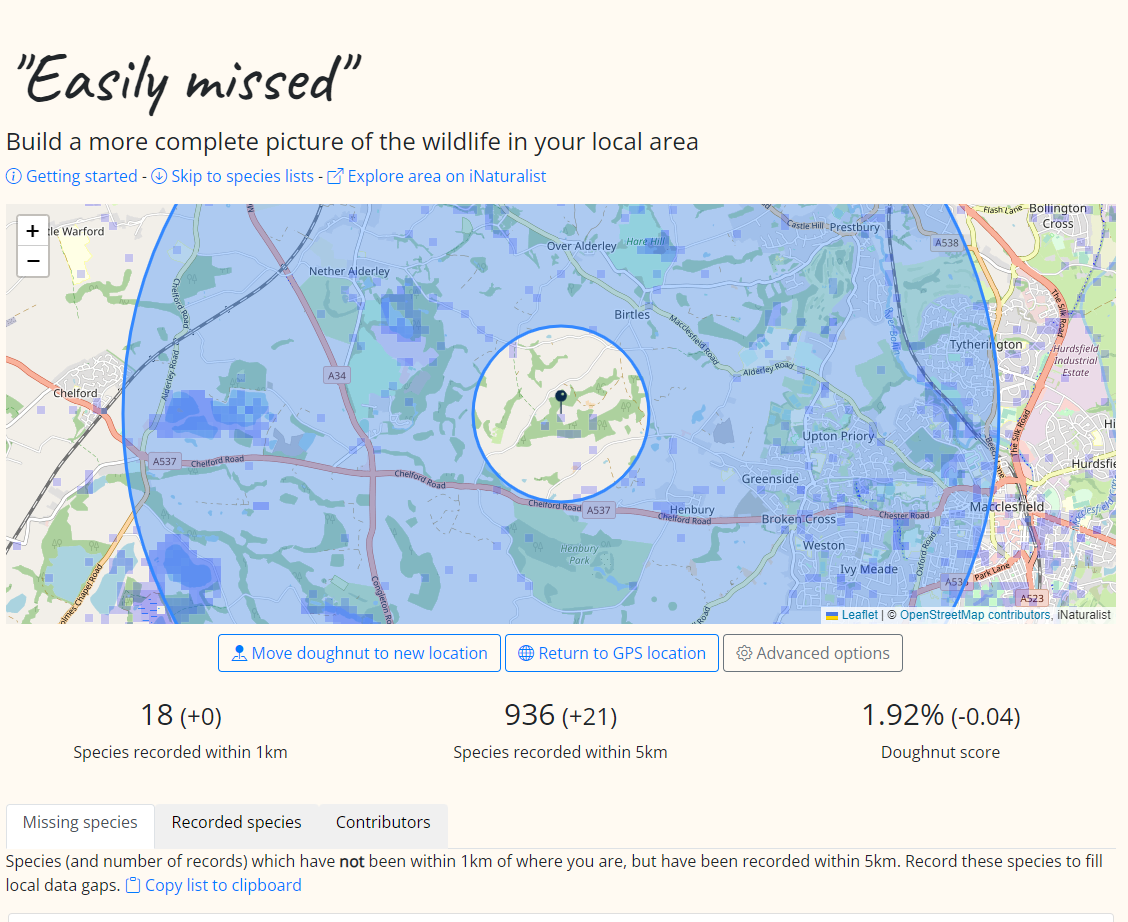 "Easily missed"
Build a more complete picture of the wildlife in your local area
Getting started - Skip to species lists - Explore area on iNaturalist
+
−
le Warford
Over Alderley
Hare Hill
Castle Hill
Prestbury
Flash Lane
Bollington
Cross
A538
Nether Alderley
Chelford Road
Birtles
Macclesfield Road
The Silk Road
Tytherington
Hurdsfield
Industrial
Estate
Alderley Road
A34
Alderley Road
Chelford
Upton Priory
The Silk Road
A537
Chelford Road
Chelford Road
Greenside
Hurdsfie
Chelford Road
A537
Henbury
Chelford Road
Broken Cross
Chester Road
Macclesfield
Henbury
Park
Weston
Oxford Road
Ivy Meade
Park Lane
A536
A523
Holmes Chapel Road
Leaflet | © OpenStreetMap contributors, iNaturalist
Move doughnut to new location
Return to GPS location
Advanced options
18 (+0)
936 (+21)
1.92% (-0.04)
Species recorded within 1km
Species recorded within 5km
Doughnut score
Missing species
Recorded species
Contributors
Species (and number of records) which have not been within 1km of where you are, but have been recorded within 5km. Record these species to fill
local data gaps. Copy list to clipboard